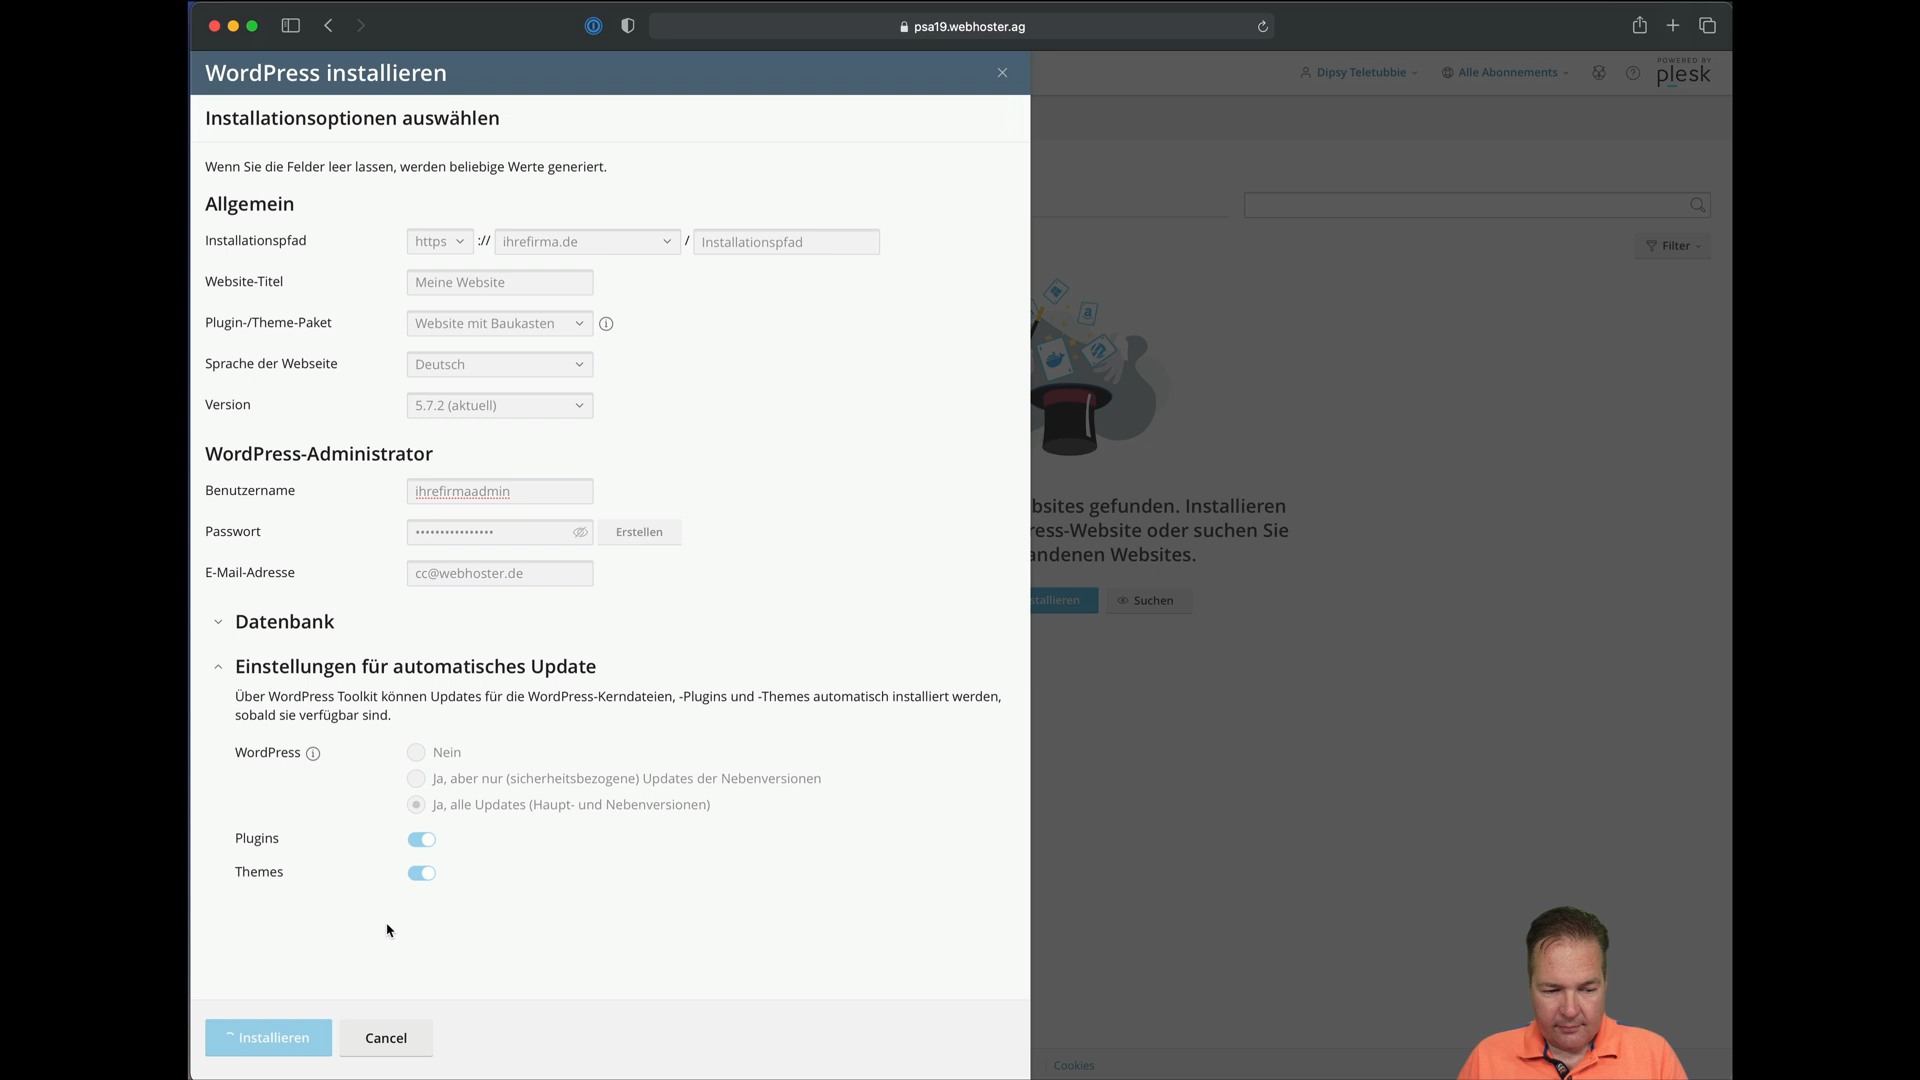 psa19.webhoster.ag
WordPress installieren
Dipsy Teletubbie
Alle Abonnements
POWERED BY
plesk
Installationsoptionen auswählen
Wenn Sie die Felder leer lassen, werden beliebige Werte generiert.
Allgemein
Installationspfad
https :// ihrefirma.de / Installationspfad
Filter
Website-Titel
Meine Website
Plugin-/Theme-Paket
Website mit Baukasten
Sprache der Webseite
Deutsch
Version
5.7.2 (aktuell)
WordPress-Administrator
Benutzername
ihrefirmaadmin
Passwort
Erstellen
E-Mail-Adresse
cc@webhoster.de
bsites gefunden. Installieren
ress-Website oder suchen Sie
andenen Websites.
stallieren
Suchen
Datenbank
Einstellungen für automatisches Update
Über WordPress Toolkit können Updates für die WordPress-Kerndateien, -Plugins und -Themes automatisch installiert werden,
sobald sie verfügbar sind.
WordPress
Nein
Ja, aber nur (sicherheitsbezogene) Updates der Nebenversionen
Ja, alle Updates (Haupt- und Nebenversionen)
Plugins
Themes
Installieren
Cancel
Cookies